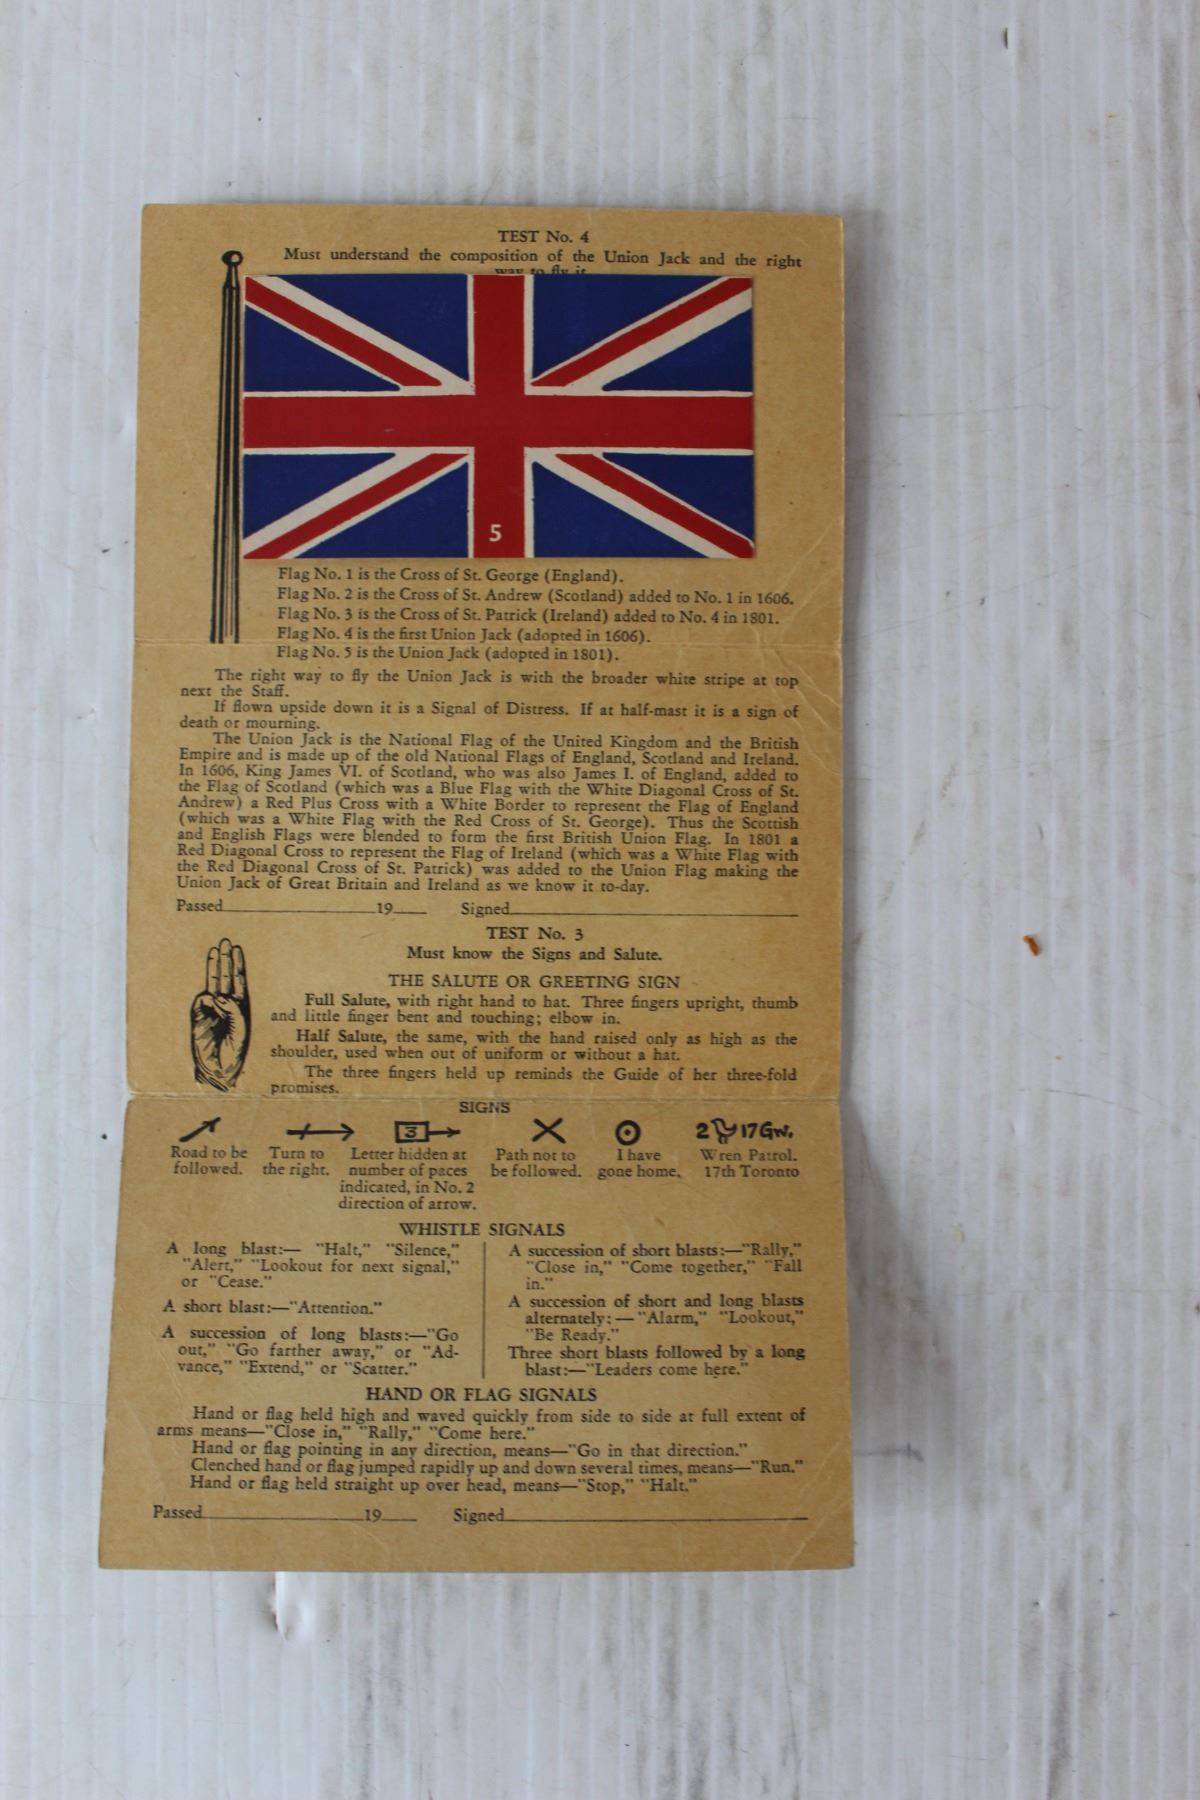 TEST No. 4
Must understand the composition of the Union Jack and the right
way to fly it
5
Flag No. 1 is the Cross of St. George (England).
Flag No. 2 is the Cross of St. Andrew (Scotland) added to No. 1 in 1606.
Flag No. 3 is the Cross of St. Patrick (Ireland) added to No. 4 in 1801.
Flag No. 4 is the first Union Jack (adopted in 1606).
Flag No. 5 is the Union Jack (adopted in 1801).
The right way to fly the Union Jack is with the broader white stripe at top
next the Staff.
If flown upside down it is a Signal of Distress. If at half-mast it is a sign of
death or mourning.
The Union Jack is the National Flag of the United Kingdom and the British
Empire and is made up of the old National Flags of England, Scotland and Ireland.
In 1606, King James VI. of Scotland, who was also James I. of England, added to
the Flag of Scotland (which was a Blue Flag with the White Diagonal Cross of St.
Andrew) a Red Plus Cross with a White Border to represent the Flag of England
(which was a White Flag with the Red Cross of St. George). Thus the Scottish
and English Flags were blended to form the first British Union Flag. In 1801 a
Red Diagonal Cross to represent the Flag of Ireland (which was a White Flag with
the Red Diagonal Cross of St. Patrick) was added to the Union Flag making the
Union Jack of Great Britain and Ireland as we know it to-day.
Passed 19 Signed
TEST No. 3
Must know the Signs and Salute.
THE SALUTE OR GREETING SIGN
Full Salute, with right hand to hat. Three fingers upright, thumb
and little finger bent and touching; elbow in.
Half Salute, the same, with the hand raised only as high as the
shoulder, used when out of uniform or without a hat.
The three fingers held up reminds the Guide of her three-fold
promises.
SIGNS
3
2 17Gw.
Road to be
followed.
Turn to
the right.
Letter hidden at
number of paces
indicated, in No. 2
direction of arrow.
Path not to
be followed.
I have
gone home.
Wren Patrol.
17th Toronto
WHISTLE SIGNALS
A long blast:— "Halt," "Silence,"
"Alert," "Lookout for next signal,"
or "Cease."
A short blast:—"Attention."
A succession of long blasts:—"Go
out," "Go farther away," or "Ad-
vance," "Extend," or "Scatter."
A succession of short blasts:—"Rally,"
"Close in," "Come together," "Fall
in."
A succession of short and long blasts
alternately: — "Alarm," "Lookout,"
"Be Ready."
Three short blasts followed by a long
blast:—"Leaders come here."
HAND OR FLAG SIGNALS
Hand or flag held high and waved quickly from side to side at full extent of
arms means—"Close in," "Rally," "Come here."
Hand or flag pointing in any direction, means—"Go in that direction."
Clenched hand or flag jumped rapidly up and down several times, means—"Run."
Hand or flag held straight up over head, means—"Stop," "Halt."
Passed 19 Signed